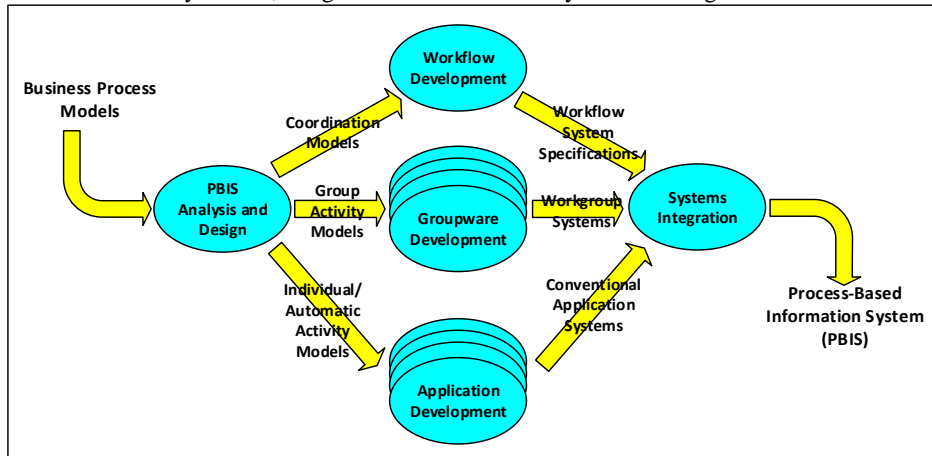 Workflow
Development
Business Process
Models
Coordination
Models
Workflow
System
Specifications
PBIS
Analysis and
Design
Group
Activity
Models
Groupware
Development
Workgroup
Systems
Systems
Integration
Individual/
Automatic
Activity
Models
Conventional
Application
Systems
Process-Based
Information System
(PBIS)
Application
Development